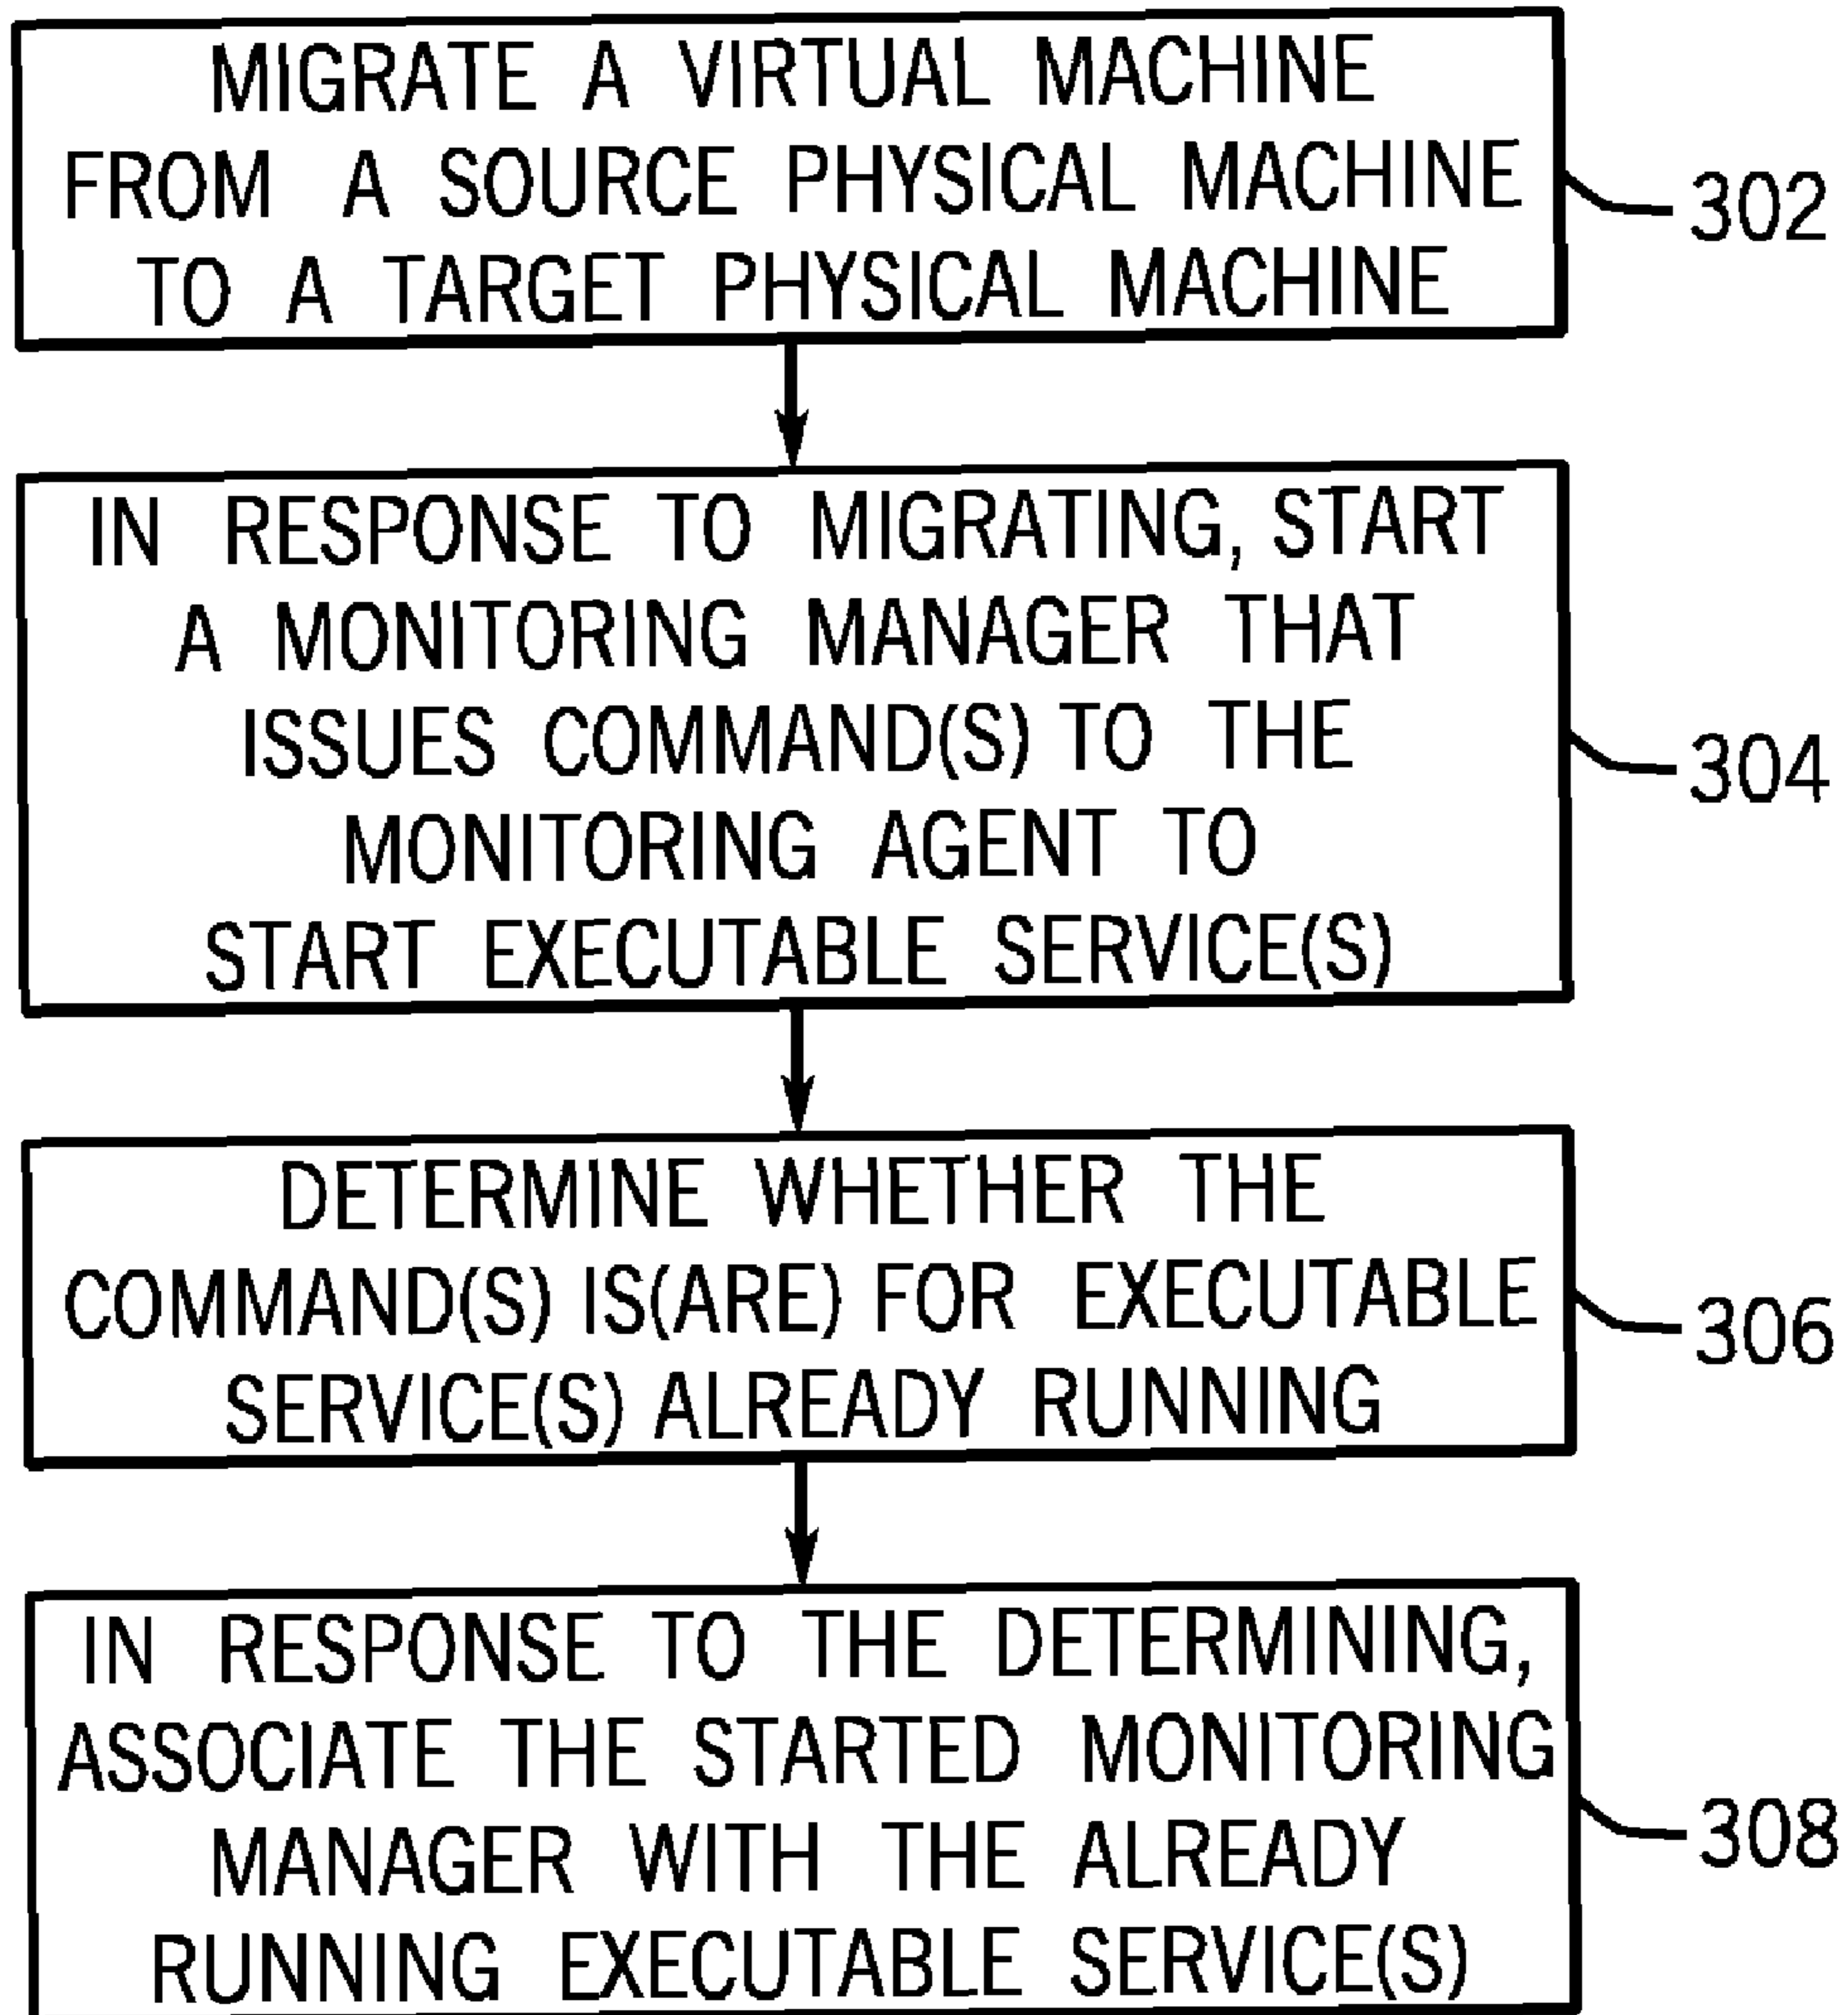 MIGRATE A VIRTUAL MACHINE
FROM A SOURCE PHYSICAL MACHINE
TO A TARGET PHYSICAL MACHINE
302
IN RESPONSE TO MIGRATING, START
A MONITORING MANAGER THAT
ISSUES COMMAND(S) TO THE
MONITORING AGENT TO
START EXECUTABLE SERVICE(S)
304
DETERMINE WHETHER THE
COMMAND(S) IS(ARE) FOR EXECUTABLE
SERVICE(S) ALREADY RUNNING
306
IN RESPONSE TO THE DETERMINING,
ASSOCIATE THE STARTED MONITORING
MANAGER WITH THE ALREADY
RUNNING EXECUTABLE SERVICE(S)
308